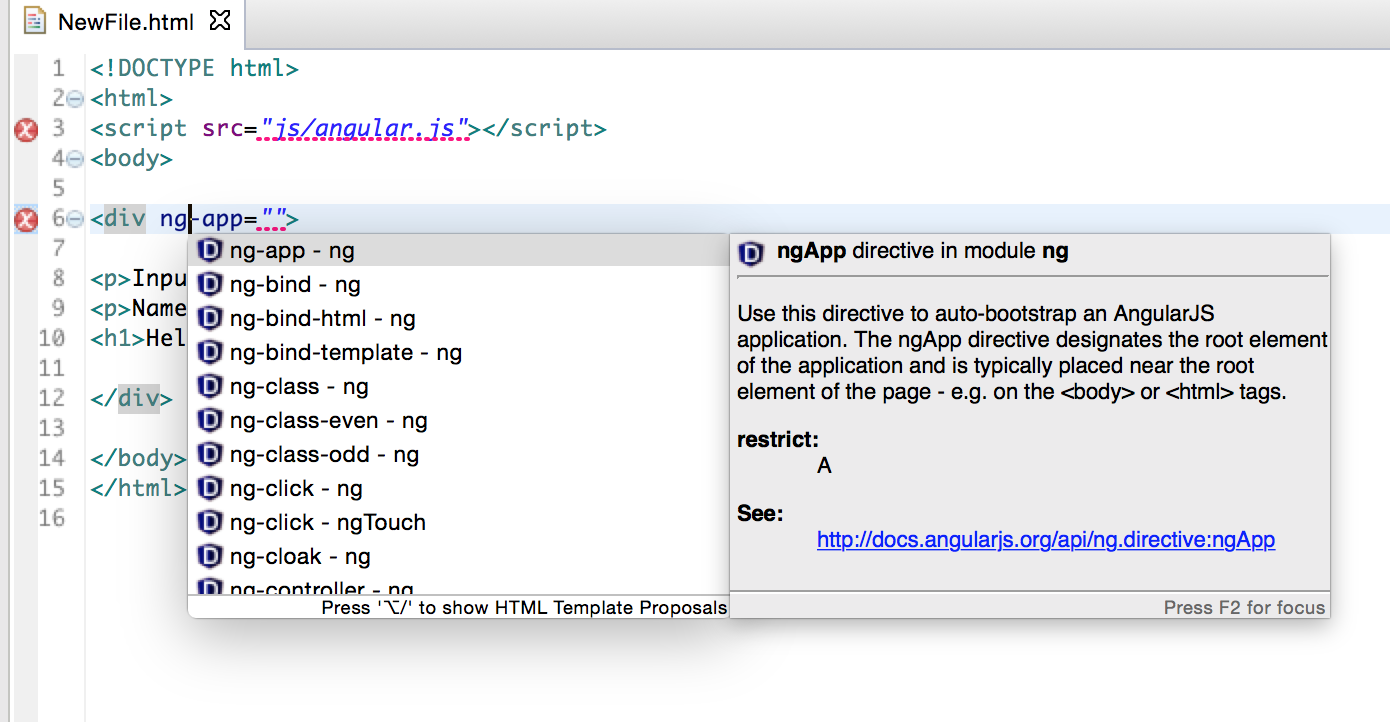 NewFile.html
1 <!DOCTYPE html>
2 <html>
3 <script src="js/angular.js"></script>
4 <body>
5
6 <div ng-app="">
7
8 <p>Inpu
9 <p>Name
10 <h1>Hel
11
12 </div>
13
14 </body>
15 </html>
16
ng-app - ng
ng-bind - ng
ng-bind-html - ng
ng-bind-template - ng
ng-class - ng
ng-class-even - ng
ng-class-odd - ng
ng-click - ng
ng-click - ngTouch
ng-cloak - ng
ng-controller - ng
Press '⌥/' to show HTML Template Proposals
ngApp directive in module ng
Use this directive to auto-bootstrap an AngularJS
application. The ngApp directive designates the root element
of the application and is typically placed near the root
element of the page - e.g. on the <body> or <html> tags.
restrict:
A
See:
http://docs.angularjs.org/api/ng.directive:ngApp
Press F2 for focus